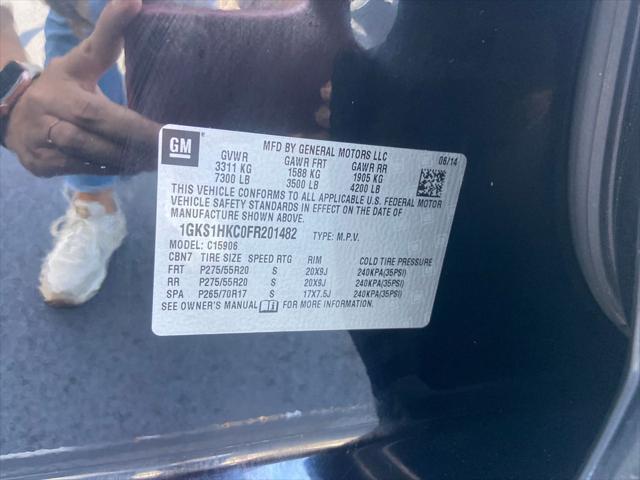 GM
MFD BY GENERAL MOTORS LLC
GVWR GAWR FRT GAWR RR 06/14
3311 KG 1588 KG 1905 KG
7300 LB 3500 LB 4200 LB
THIS VEHICLE CONFORMS TO ALL APPLICABLE U.S. FEDERAL MOTOR
VEHICLE SAFETY STANDARDS IN EFFECT ON THE DATE OF
MANUFACTURE SHOWN ABOVE.
1GKS1HKC0FR201482 TYPE: M.P.V.
MODEL: C15906
CBN7 TIRE SIZE SPEED RTG RIM COLD TIRE PRESSURE
FRT P275/55R20 S 20X9J 240KPA(35PSI)
RR P275/55R20 S 20X9J 240KPA(35PSI)
SPA P265/70R17 S 17X7.5J 240KPA(35PSI)
SEE OWNER'S MANUAL FOR MORE INFORMATION.